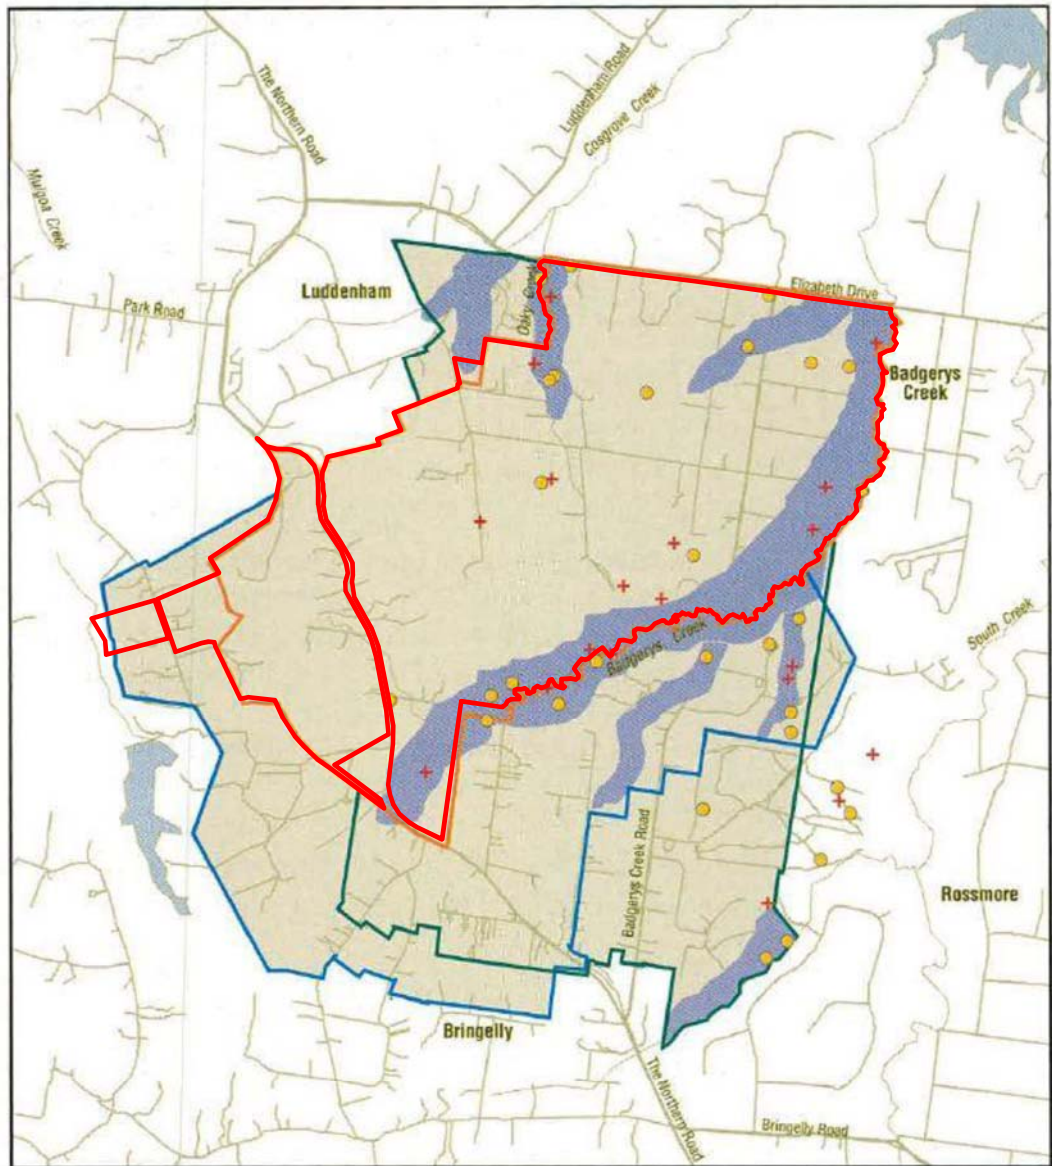 The Northern Road
Luddenham Road
Cosgrove Creek
Mulgoa Creek
Luddenham
Park Road
Oaky Creek
Elizabeth Drive
Badgerys
Creek
Badgerys Creek
South Creek
Badgerys Creek Road
Rossmore
Bringelly
The Northern Road
Bringelly Road